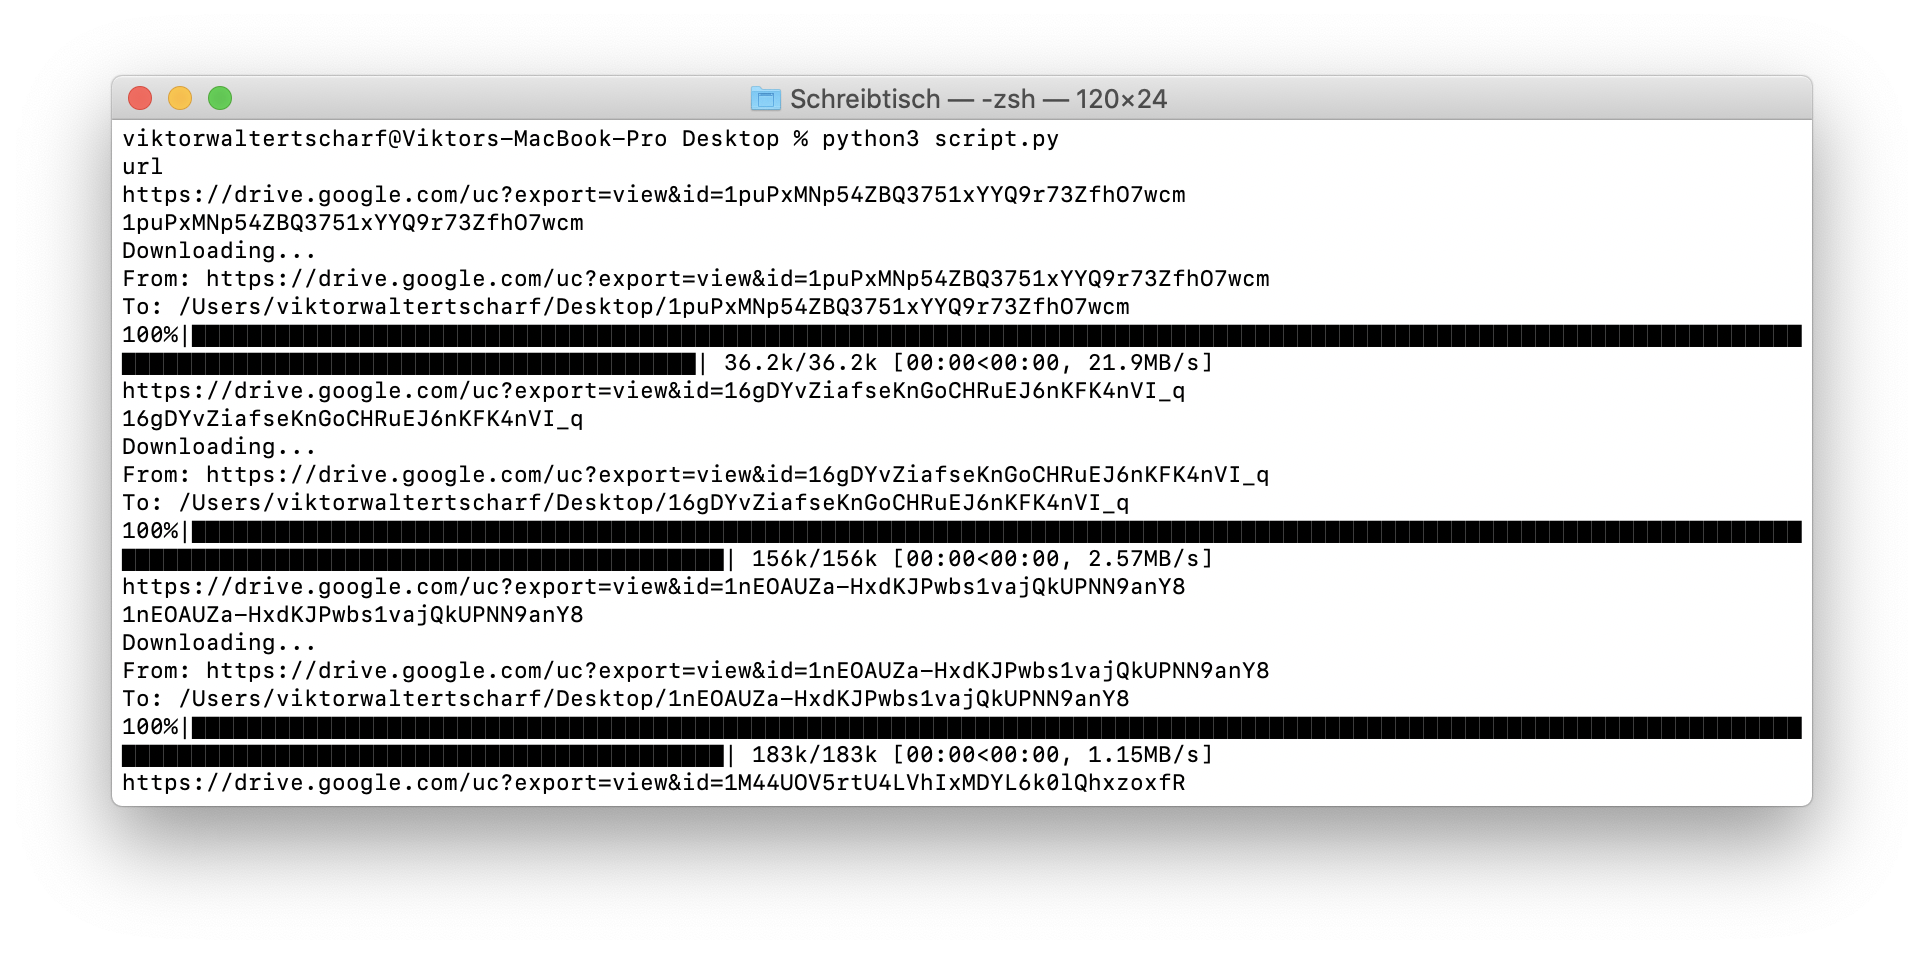 Schreibtisch — -zsh — 120×24
viktorwaltertscharf@Viktors-MacBook-Pro Desktop % python3 script.py
url
https://drive.google.com/uc?export=view&id=1puPxMNp54ZBQ3751xYYQ9r73ZfhO7wcm
1puPxMNp54ZBQ3751xYYQ9r73ZfhO7wcm
Downloading...
From: https://drive.google.com/uc?export=view&id=1puPxMNp54ZBQ3751xYYQ9r73ZfhO7wcm
To: /Users/viktorwaltertscharf/Desktop/1puPxMNp54ZBQ3751xYYQ9r73ZfhO7wcm
100%|
| 36.2k/36.2k [00:00<00:00, 21.9MB/s]
https://drive.google.com/uc?export=view&id=16gDYvZiafseKnGoCHRuEJ6nKFK4nVI_q
16gDYvZiafseKnGoCHRuEJ6nKFK4nVI_q
Downloading...
From: https://drive.google.com/uc?export=view&id=16gDYvZiafseKnGoCHRuEJ6nKFK4nVI_q
To: /Users/viktorwaltertscharf/Desktop/16gDYvZiafseKnGoCHRuEJ6nKFK4nVI_q
100%|
| 156k/156k [00:00<00:00, 2.57MB/s]
https://drive.google.com/uc?export=view&id=1nEOAUZa-HxdKJPwbs1vajQkUPNN9anY8
1nEOAUZa-HxdKJPwbs1vajQkUPNN9anY8
Downloading...
From: https://drive.google.com/uc?export=view&id=1nEOAUZa-HxdKJPwbs1vajQkUPNN9anY8
To: /Users/viktorwaltertscharf/Desktop/1nEOAUZa-HxdKJPwbs1vajQkUPNN9anY8
100%|
| 183k/183k [00:00<00:00, 1.15MB/s]
https://drive.google.com/uc?export=view&id=1M44UOV5rtU4LVhIxMDYL6k0lQhxzoxfR